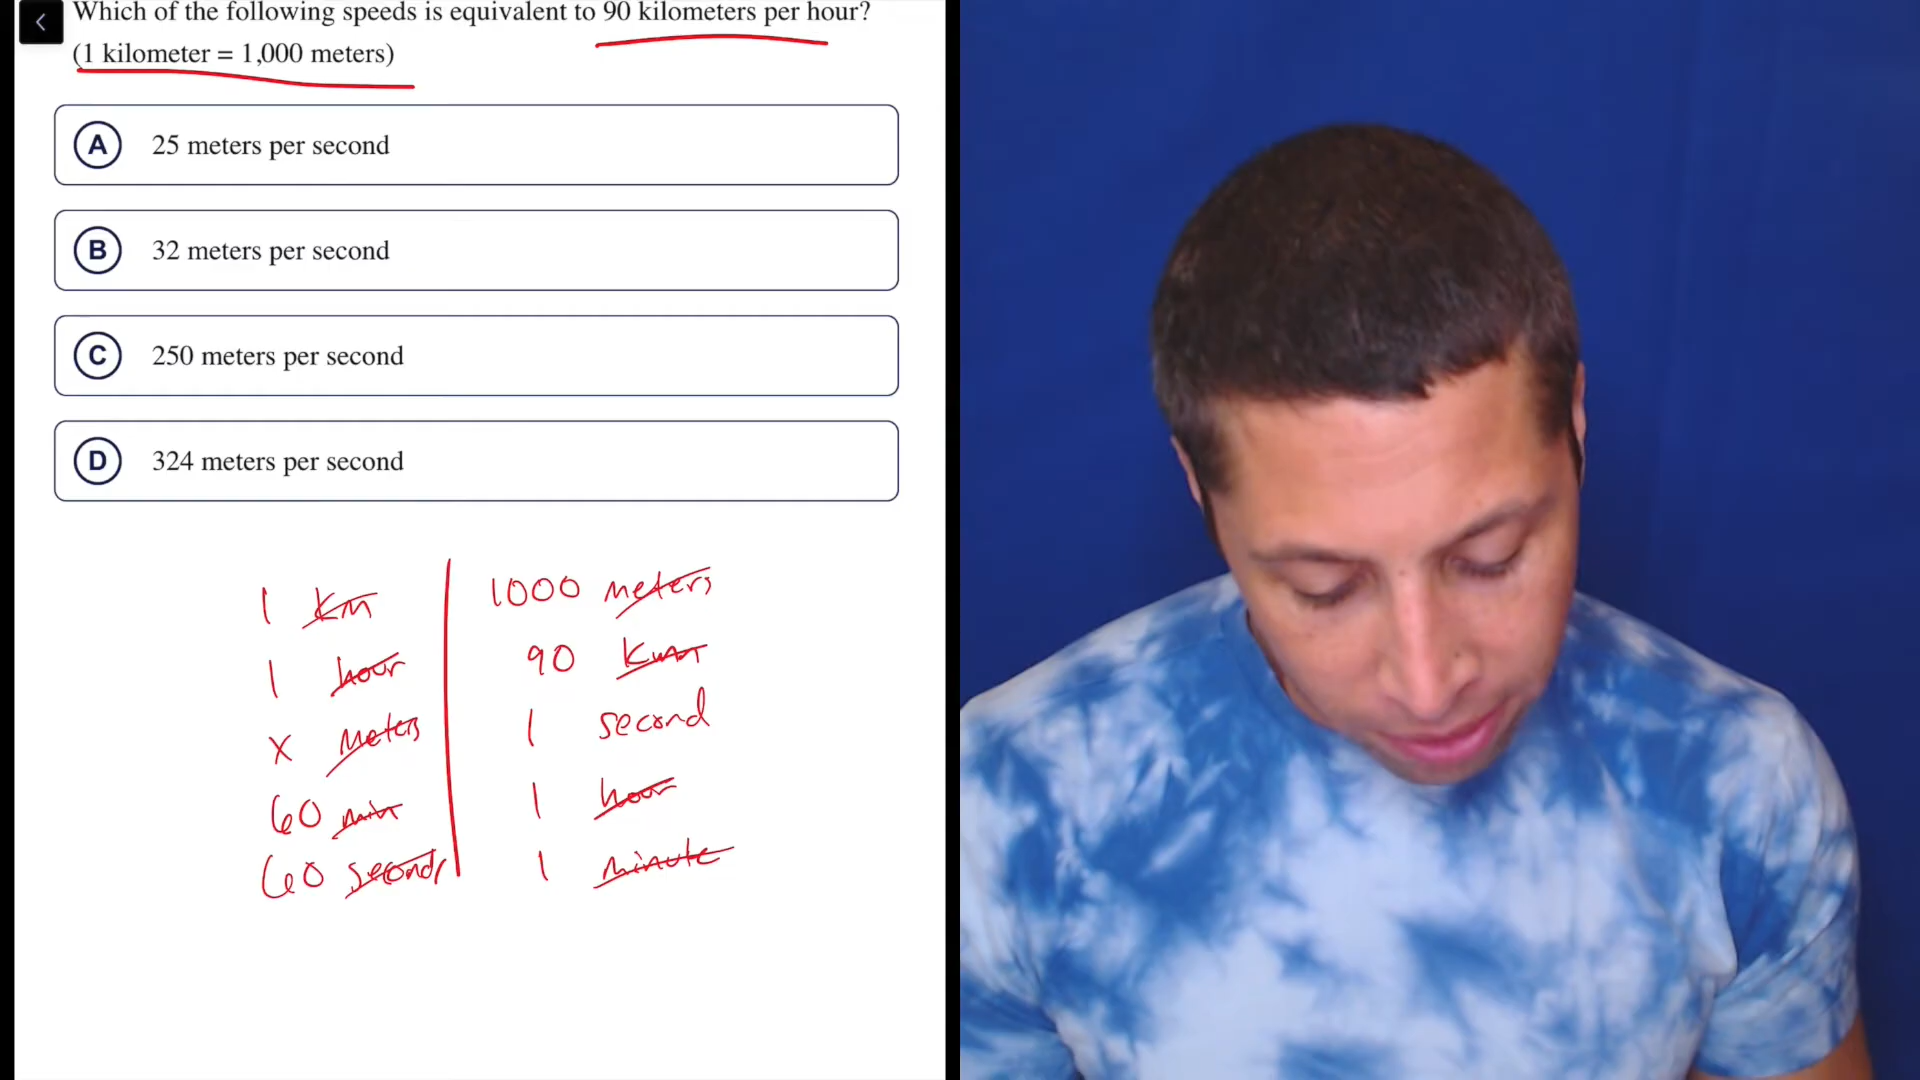 Which of the following speeds is equivalent to 90 kilometers per hour?
(1 kilometer = 1,000 meters)
A 25 meters per second
B 32 meters per second
C 250 meters per second
D 324 meters per second
1 km 1000 meters
1 hour 90 km
x meters 1 second
60 min 1 hour
60 seconds 1 minute